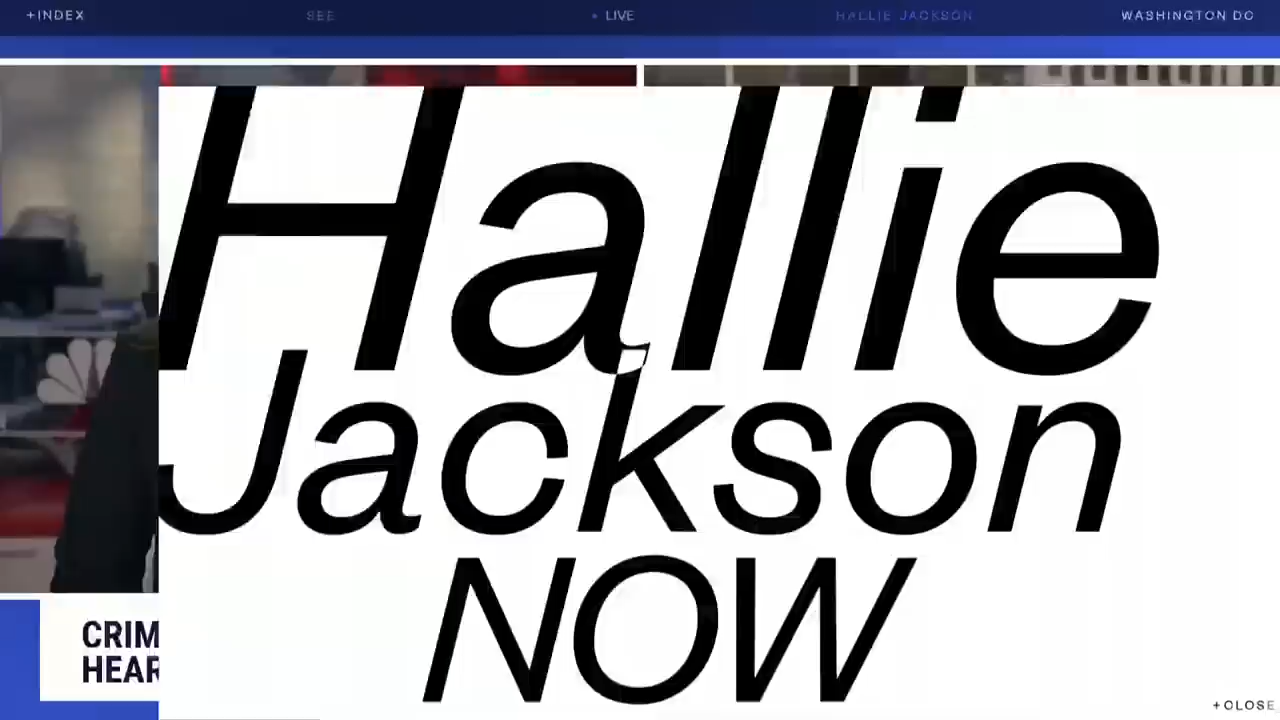 +INDEX
SEE
• LIVE
HALLIE JACKSON
WASHINGTON DC
Hallie
Jackson
NOW
CRIM
HEAR
+CLOSE